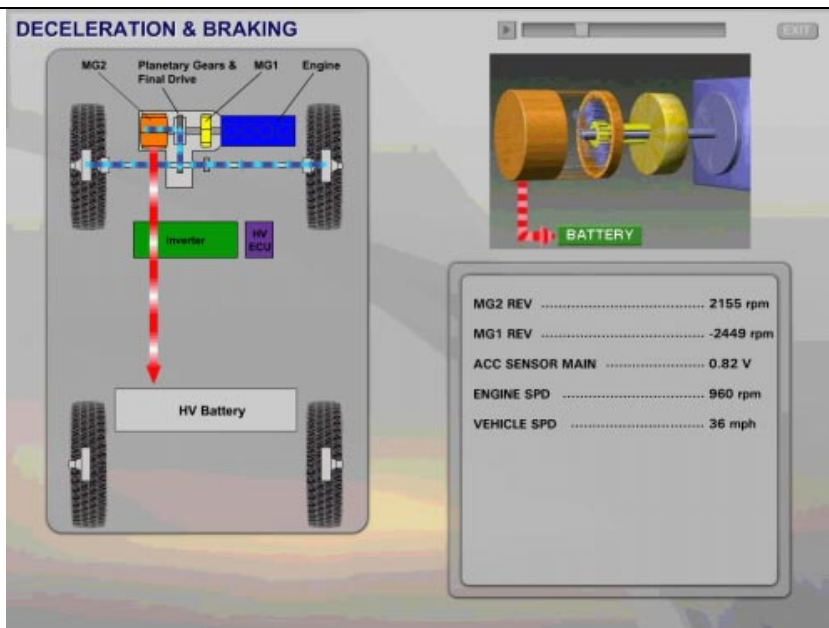 DECELERATION & BRAKING
EXIT
MG2 Planetary Gears & MG1 Engine
Final Drive
Inverter
HV
ECU
HV Battery
BATTERY
MG2 REV ........................................ 2155 rpm
MG1 REV ........................................ -2449 rpm
ACC SENSOR MAIN ........................ 0.82 V
ENGINE SPD ................................... 960 rpm
VEHICLE SPD ................................. 36 mph